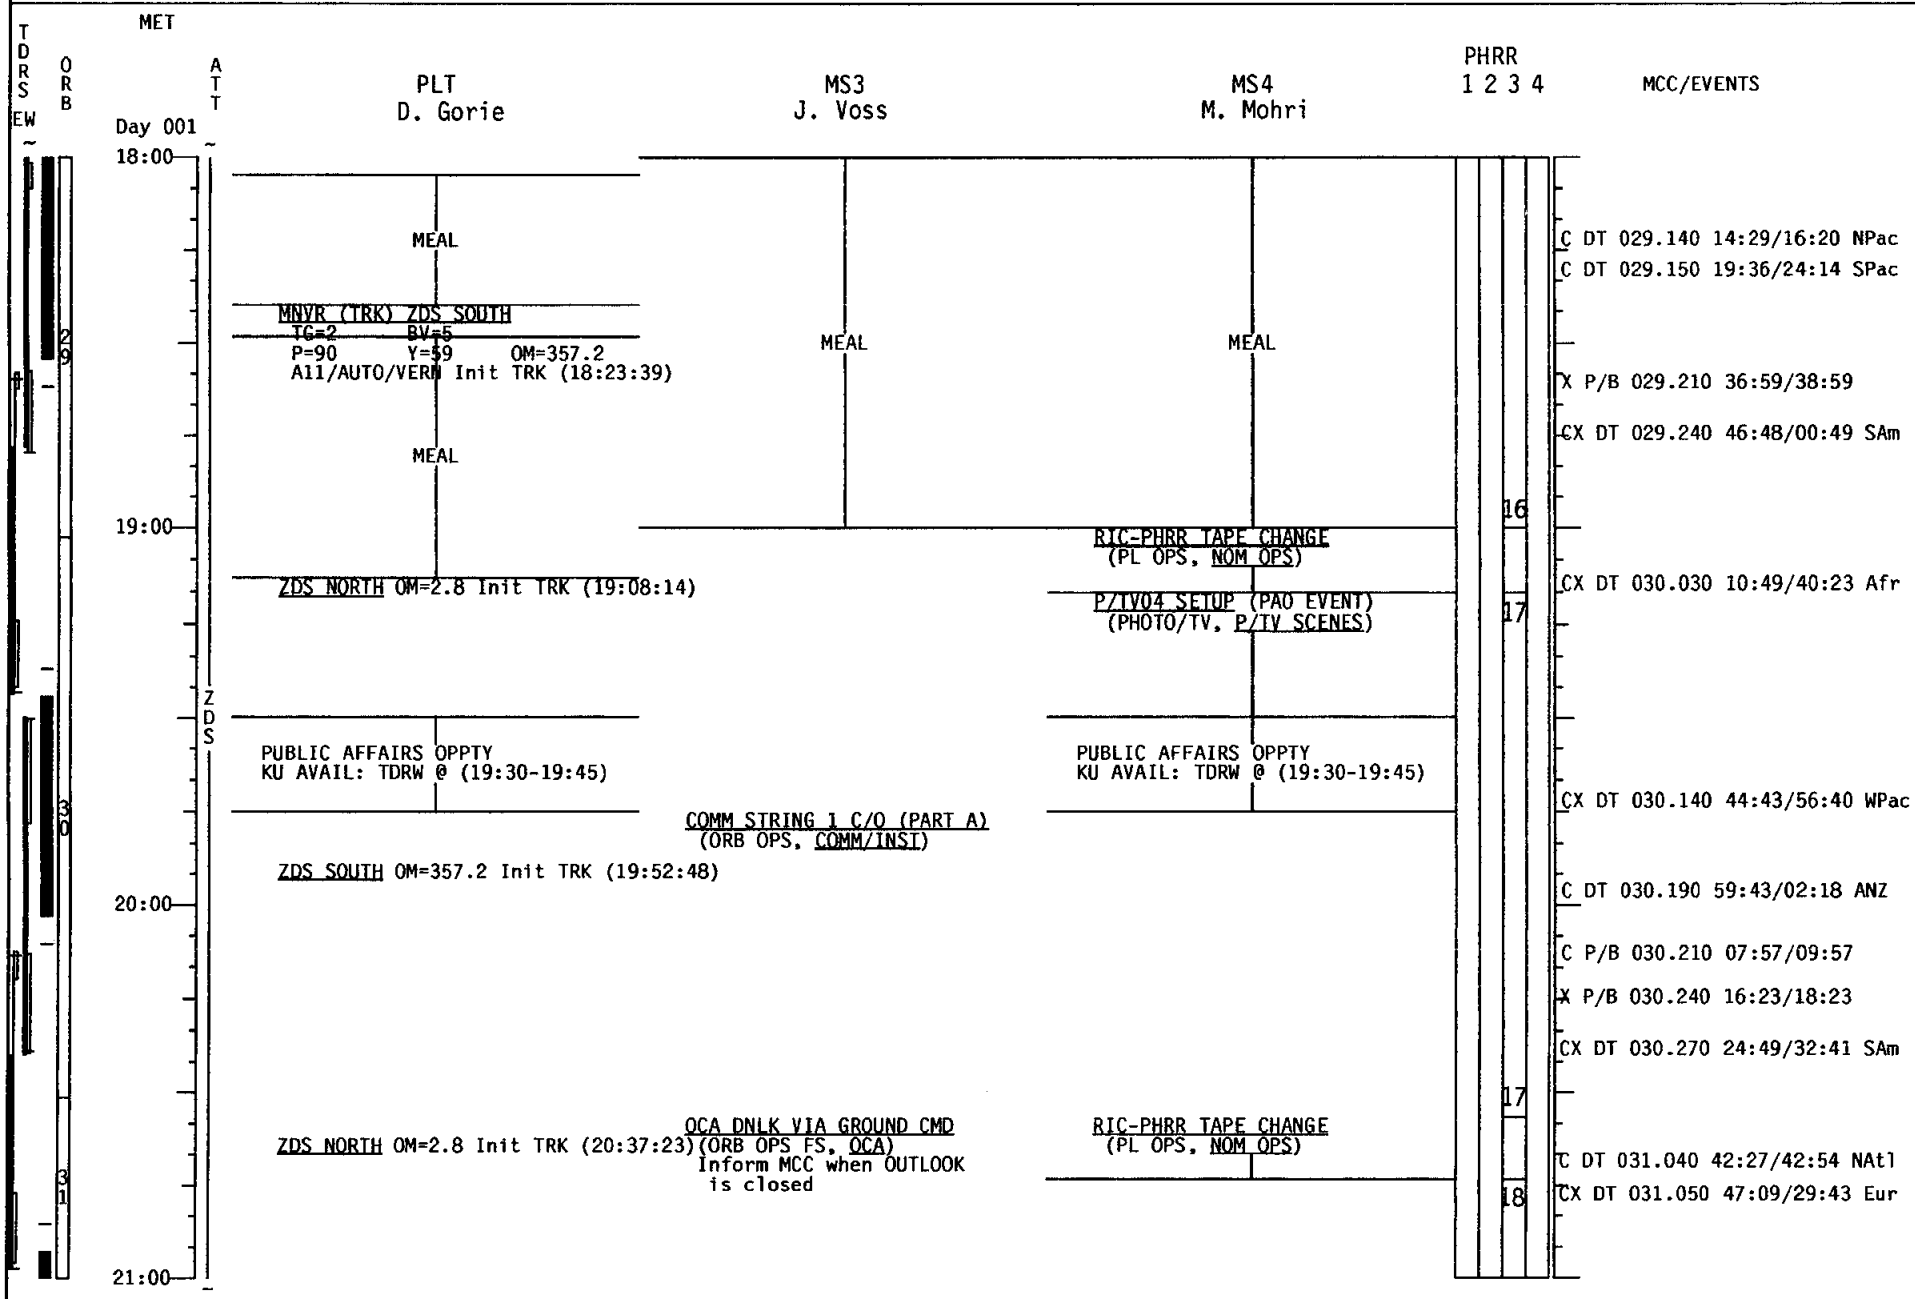 MET
TDRS
EW
ORB
ATT
PLT
D. Gorie
MS3
J. Voss
MS4
M. Mohri
PHRR
1 2 3 4
MCC/EVENTS
Day 001
18:00
MEAL
C DT 029.140 14:29/16:20 NPac
C DT 029.150 19:36/24:14 SPac
MNVR (TRK) ZDS SOUTH
TG=2 BV=5
P=90 Y=59 OM=357.2
All/AUTO/VERN Init TRK (18:23:39)
29
MEAL
MEAL
X P/B 029.210 36:59/38:59
CX DT 029.240 46:48/00:49 SAm
MEAL
16
19:00
RIC-PHRR TAPE CHANGE
(PL OPS, NOM OPS)
ZDS NORTH OM=2.8 Init TRK (19:08:14)
CX DT 030.030 10:49/40:23 Afr
P/TV04 SETUP (PAO EVENT)
(PHOTO/TV, P/TV SCENES)
17
ZDS
PUBLIC AFFAIRS OPPTY
KU AVAIL: TDRW @ (19:30-19:45)
PUBLIC AFFAIRS OPPTY
KU AVAIL: TDRW @ (19:30-19:45)
30
CX DT 030.140 44:43/56:40 WPac
COMM STRING 1 C/O (PART A)
(ORB OPS, COMM/INST)
ZDS SOUTH OM=357.2 Init TRK (19:52:48)
C DT 030.190 59:43/02:18 ANZ
20:00
C P/B 030.210 07:57/09:57
X P/B 030.240 16:23/18:23
CX DT 030.270 24:49/32:41 SAm
17
ZDS NORTH OM=2.8 Init TRK (20:37:23)
OCA DNLK VIA GROUND CMD
(ORB OPS FS, OCA)
Inform MCC when OUTLOOK
is closed
RIC-PHRR TAPE CHANGE
(PL OPS, NOM OPS)
C DT 031.040 42:27/42:54 NAtl
31
18
CX DT 031.050 47:09/29:43 Eur
21:00